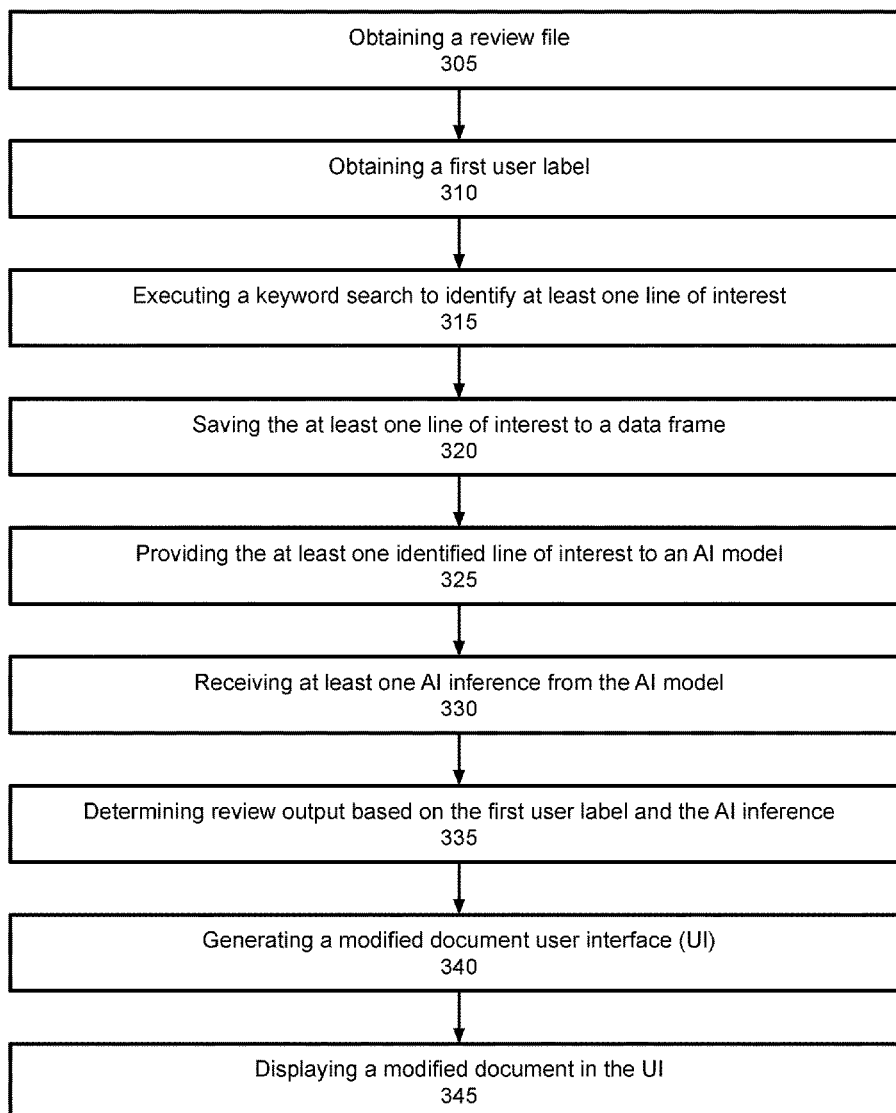 Obtaining a review file
305
Obtaining a first user label
310
Executing a keyword search to identify at least one line of interest
315
Saving the at least one line of interest to a data frame
320
Providing the at least one identified line of interest to an AI model
325
Receiving at least one AI inference from the AI model
330
Determining review output based on the first user label and the AI inference
335
Generating a modified document user interface (UI)
340
Displaying a modified document in the UI
345